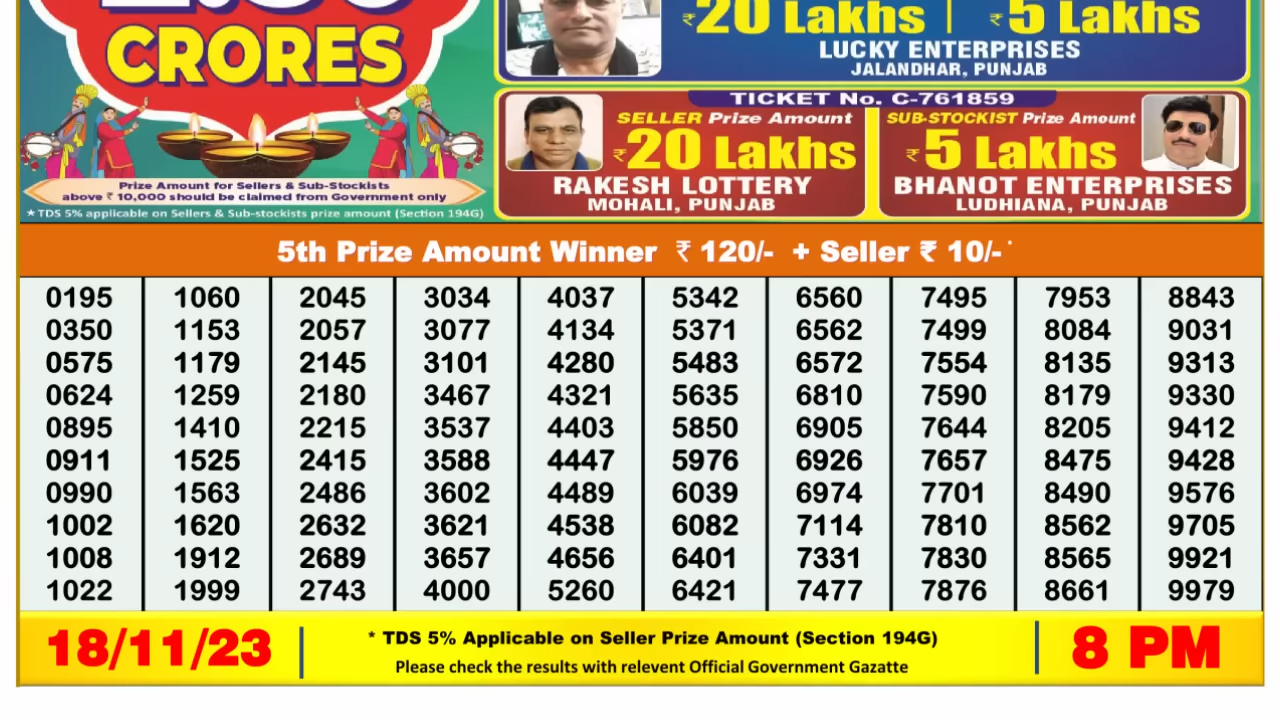 CRORES
Prize Amount for Sellers & Sub-Stockists
above ₹ 10,000 should be claimed from Government only
★TDS 5% applicable on Sellers & Sub-stockists prize amount (Section 194G)
₹20 Lakhs | ₹5 Lakhs
LUCKY ENTERPRISES
JALANDHAR, PUNJAB
TICKET No. C-761859
SELLER Prize Amount
₹20 Lakhs
RAKESH LOTTERY
MOHALI, PUNJAB
SUB-STOCKIST Prize Amount
₹5 Lakhs
BHANOT ENTERPRISES
LUDHIANA, PUNJAB
5th Prize Amount Winner ₹ 120/- + Seller ₹ 10/-*
0195 1060 2045 3034 4037 5342 6560 7495 7953 8843
0350 1153 2057 3077 4134 5371 6562 7499 8084 9031
0575 1179 2145 3101 4280 5483 6572 7554 8135 9313
0624 1259 2180 3467 4321 5635 6810 7590 8179 9330
0895 1410 2215 3537 4403 5850 6905 7644 8205 9412
0911 1525 2415 3588 4447 5976 6926 7657 8475 9428
0990 1563 2486 3602 4489 6039 6974 7701 8490 9576
1002 1620 2632 3621 4538 6082 7114 7810 8562 9705
1008 1912 2689 3657 4656 6401 7331 7830 8565 9921
1022 1999 2743 4000 5260 6421 7477 7876 8661 9979
18/11/23
* TDS 5% Applicable on Seller Prize Amount (Section 194G)
Please check the results with relevent Official Government Gazatte
8 PM